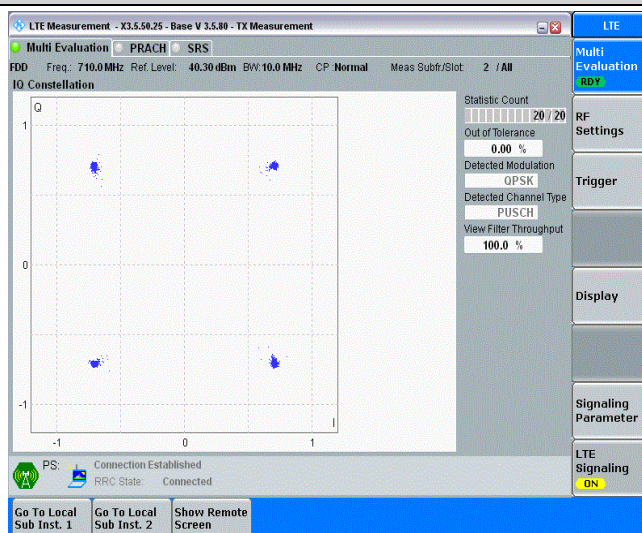 LTE Measurement - X3.5.50.25 - Base V 3.5.80 - TX Measurement
LTE
Multi Evaluation PRACH SRS
Multi
Evaluation
RDY
FDD Freq.: 710.0 MHz Ref. Level: 40.30 dBm BW: 10.0 MHz CP :Normal Meas Subfr./Slot: 2 / All
IQ Constellation
Q
1
0
-1
-1
0
1
I
Statistic Count
20 / 20
Out of Tolerance
0.00 %
Detected Modulation
QPSK
Detected Channel Type
PUSCH
View Filter Throughput
100.0 %
RF
Settings
Trigger
Display
Signaling
Parameter
LTE
Signaling
ON
PS: Connection Established
RRC State: Connected
Go To Local
Sub Inst. 1
Go To Local
Sub Inst. 2
Show Remote
Screen